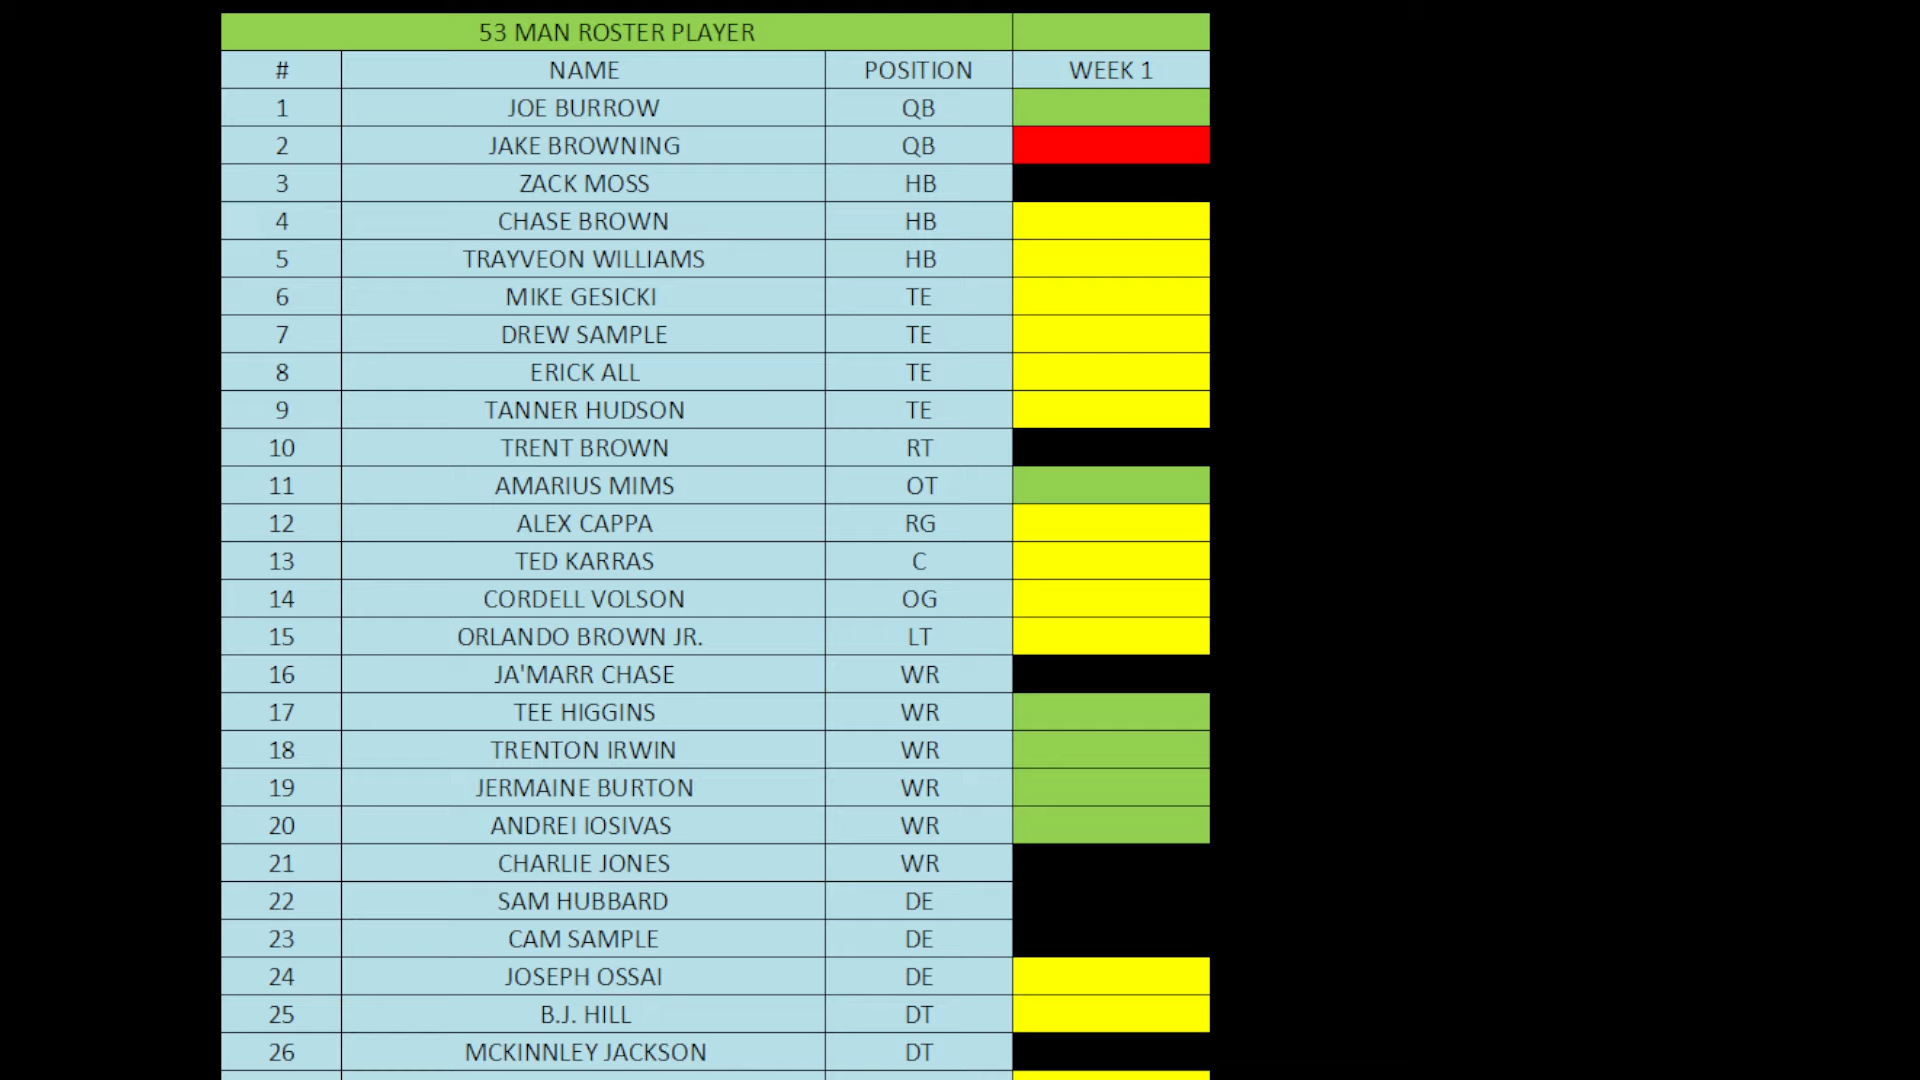 53 MAN ROSTER PLAYER
# NAME POSITION WEEK 1
1 JOE BURROW QB
2 JAKE BROWNING QB
3 ZACK MOSS HB
4 CHASE BROWN HB
5 TRAYVEON WILLIAMS HB
6 MIKE GESICKI TE
7 DREW SAMPLE TE
8 ERICK ALL TE
9 TANNER HUDSON TE
10 TRENT BROWN RT
11 AMARIUS MIMS OT
12 ALEX CAPPA RG
13 TED KARRAS C
14 CORDELL VOLSON OG
15 ORLANDO BROWN JR. LT
16 JA'MARR CHASE WR
17 TEE HIGGINS WR
18 TRENTON IRWIN WR
19 JERMAINE BURTON WR
20 ANDREI IOSIVAS WR
21 CHARLIE JONES WR
22 SAM HUBBARD DE
23 CAM SAMPLE DE
24 JOSEPH OSSAI DE
25 B.J. HILL DT
26 MCKINNLEY JACKSON DT